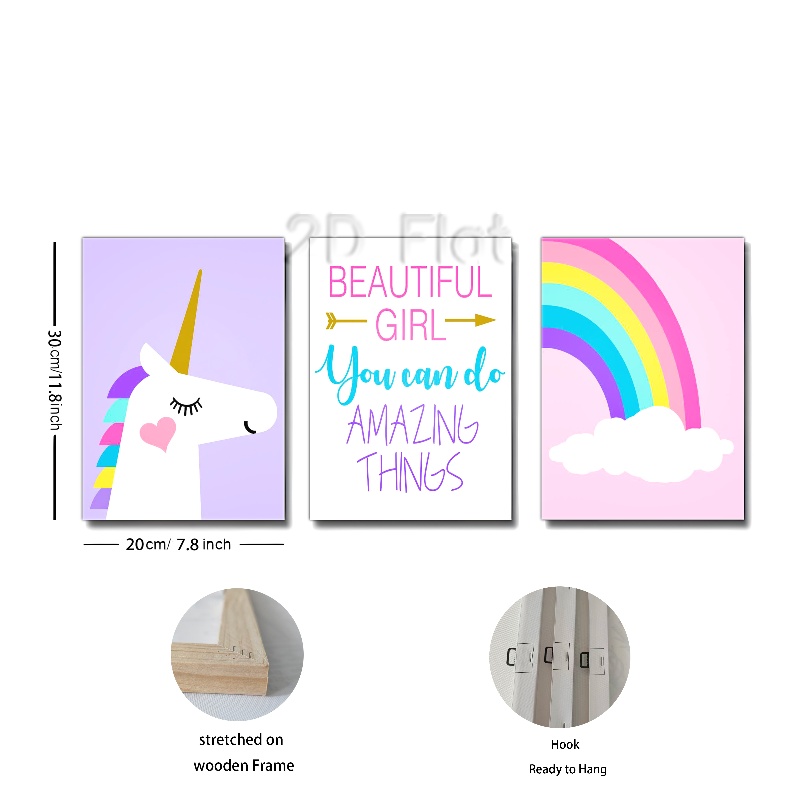 2D Flat
BEAUTIFUL
GIRL
You can do
AMAZING
THINGS
30cm/11.8inch
20cm/ 7.8 inch
stretched on
wooden Frame
Hook
Ready to Hang